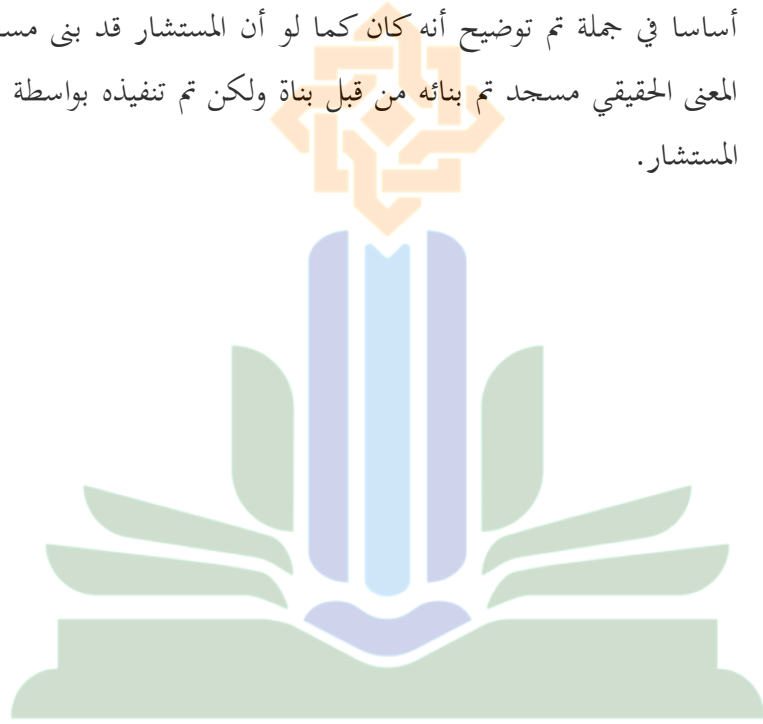 أساسا في جملة تم توضيح أنه كان كما لو أن المستشار قد بنى
المعنى الحقيقي مسجد تم بنائه من قبل بناة ولكن تم تنفيذه بواسطة
المستشار.